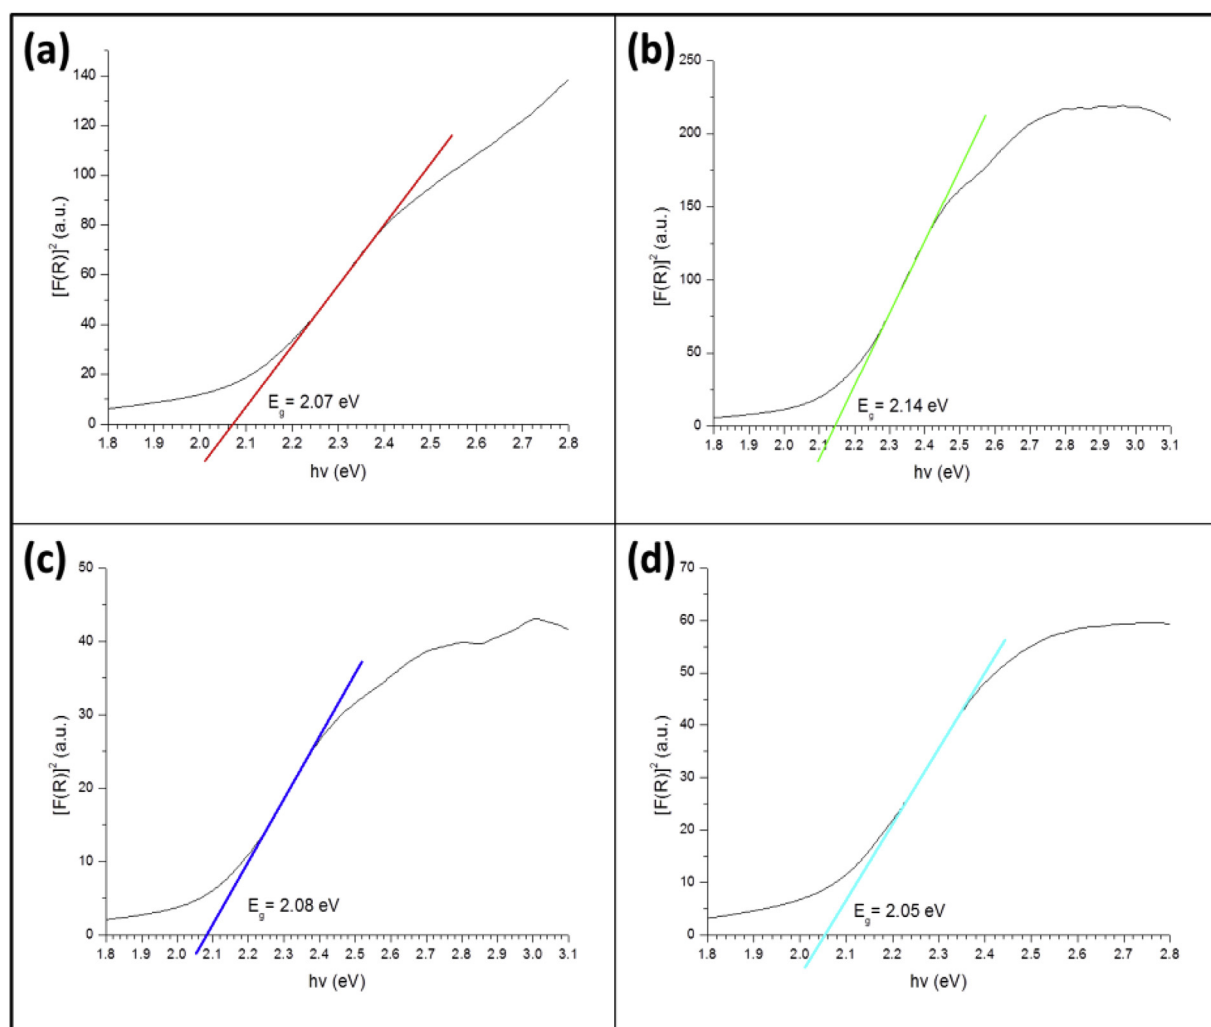 (a)
[F(R)]² (a.u.)
140
120
100
80
60
40
20
0
E_g= 2.07 eV
1.8 1.9 2.0 2.1 2.2 2.3 2.4 2.5 2.6 2.7 2.8
hν (eV)
(b)
[F(R)]² (a.u.)
250
200
150
100
50
0
E_g= 2.14 eV
1.8 1.9 2.0 2.1 2.2 2.3 2.4 2.5 2.6 2.7 2.8 2.9 3.0 3.1
hν (eV)
(c)
[F(R)]² (a.u.)
50
40
30
20
10
0
E_g= 2.08 eV
1.8 1.9 2.0 2.1 2.2 2.3 2.4 2.5 2.6 2.7 2.8 2.9 3.0 3.1
hν (eV)
(d)
[F(R)]² (a.u.)
70
60
50
40
30
20
10
0
E_g= 2.05 eV
1.8 1.9 2.0 2.1 2.2 2.3 2.4 2.5 2.6 2.7 2.8
hν (eV)